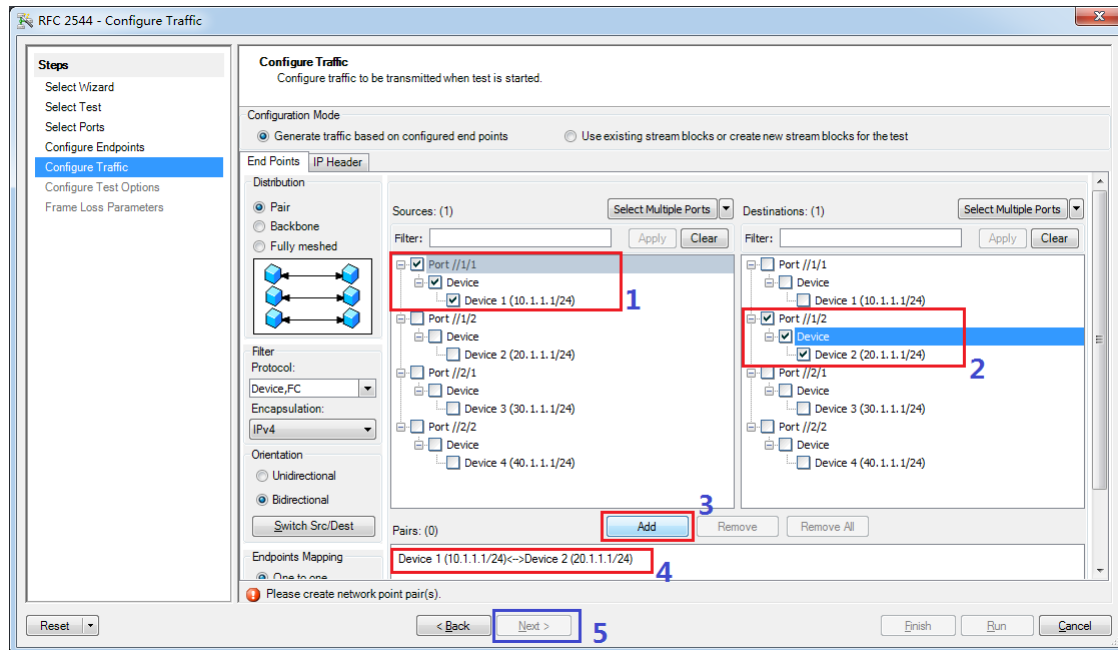 RFC 2544 - Configure Traffic
Steps
Select Wizard
Select Test
Select Ports
Configure Endpoints
Configure Traffic
Configure Test Options
Frame Loss Parameters
Configure Traffic
Configure traffic to be transmitted when test is started.
Configuration Mode
Generate traffic based on configured end points
Use existing stream blocks or create new stream blocks for the test
End Points
IP Header
Distribution
Pair
Backbone
Fully meshed
Filter
Protocol:
Device,FC
Encapsulation:
IPv4
Orientation
Unidirectional
Bidirectional
Switch Src/Dest
Endpoints Mapping
One to one
Sources: (1)
Select Multiple Ports
Filter:
Apply
Clear
Port //1/1
Device
Device 1 (10.1.1.1/24)
1
Port //1/2
Device
Device 2 (20.1.1.1/24)
Port //2/1
Device
Device 3 (30.1.1.1/24)
Port //2/2
Device
Device 4 (40.1.1.1/24)
Destinations: (1)
Select Multiple Ports
Filter:
Apply
Clear
Port //1/1
Device
Device 1 (10.1.1.1/24)
Port //1/2
Device
Device 2 (20.1.1.1/24)
2
Port //2/1
Device
Device 3 (30.1.1.1/24)
Port //2/2
Device
Device 4 (40.1.1.1/24)
Pairs: (0)
3
Add
Remove
Remove All
Device 1 (10.1.1.1/24)<-->Device 2 (20.1.1.1/24)
4
Please create network point pair(s).
Reset
< Back
Next >
5
Finish
Run
Cancel